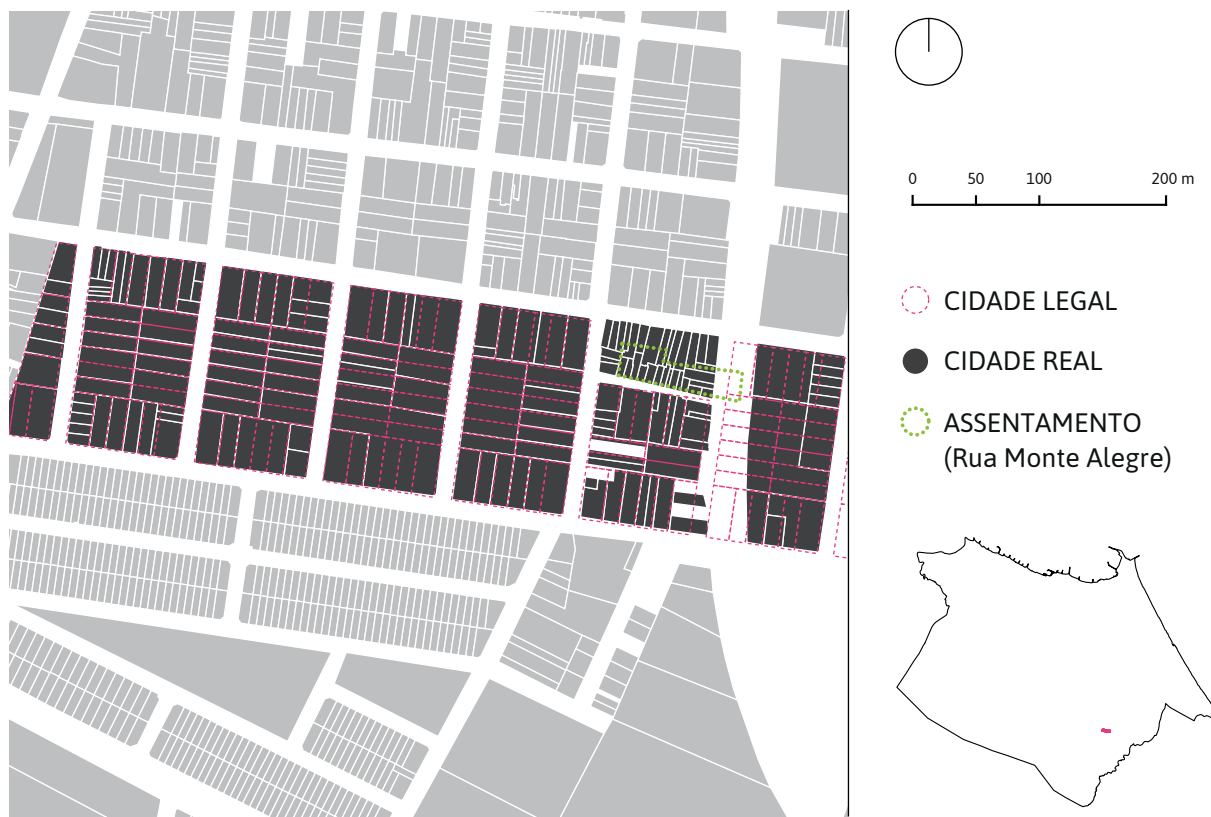 0 50 100 200 m
CIDADE LEGAL
CIDADE REAL
ASSENTAMENTO
(Rua Monte Alegre)